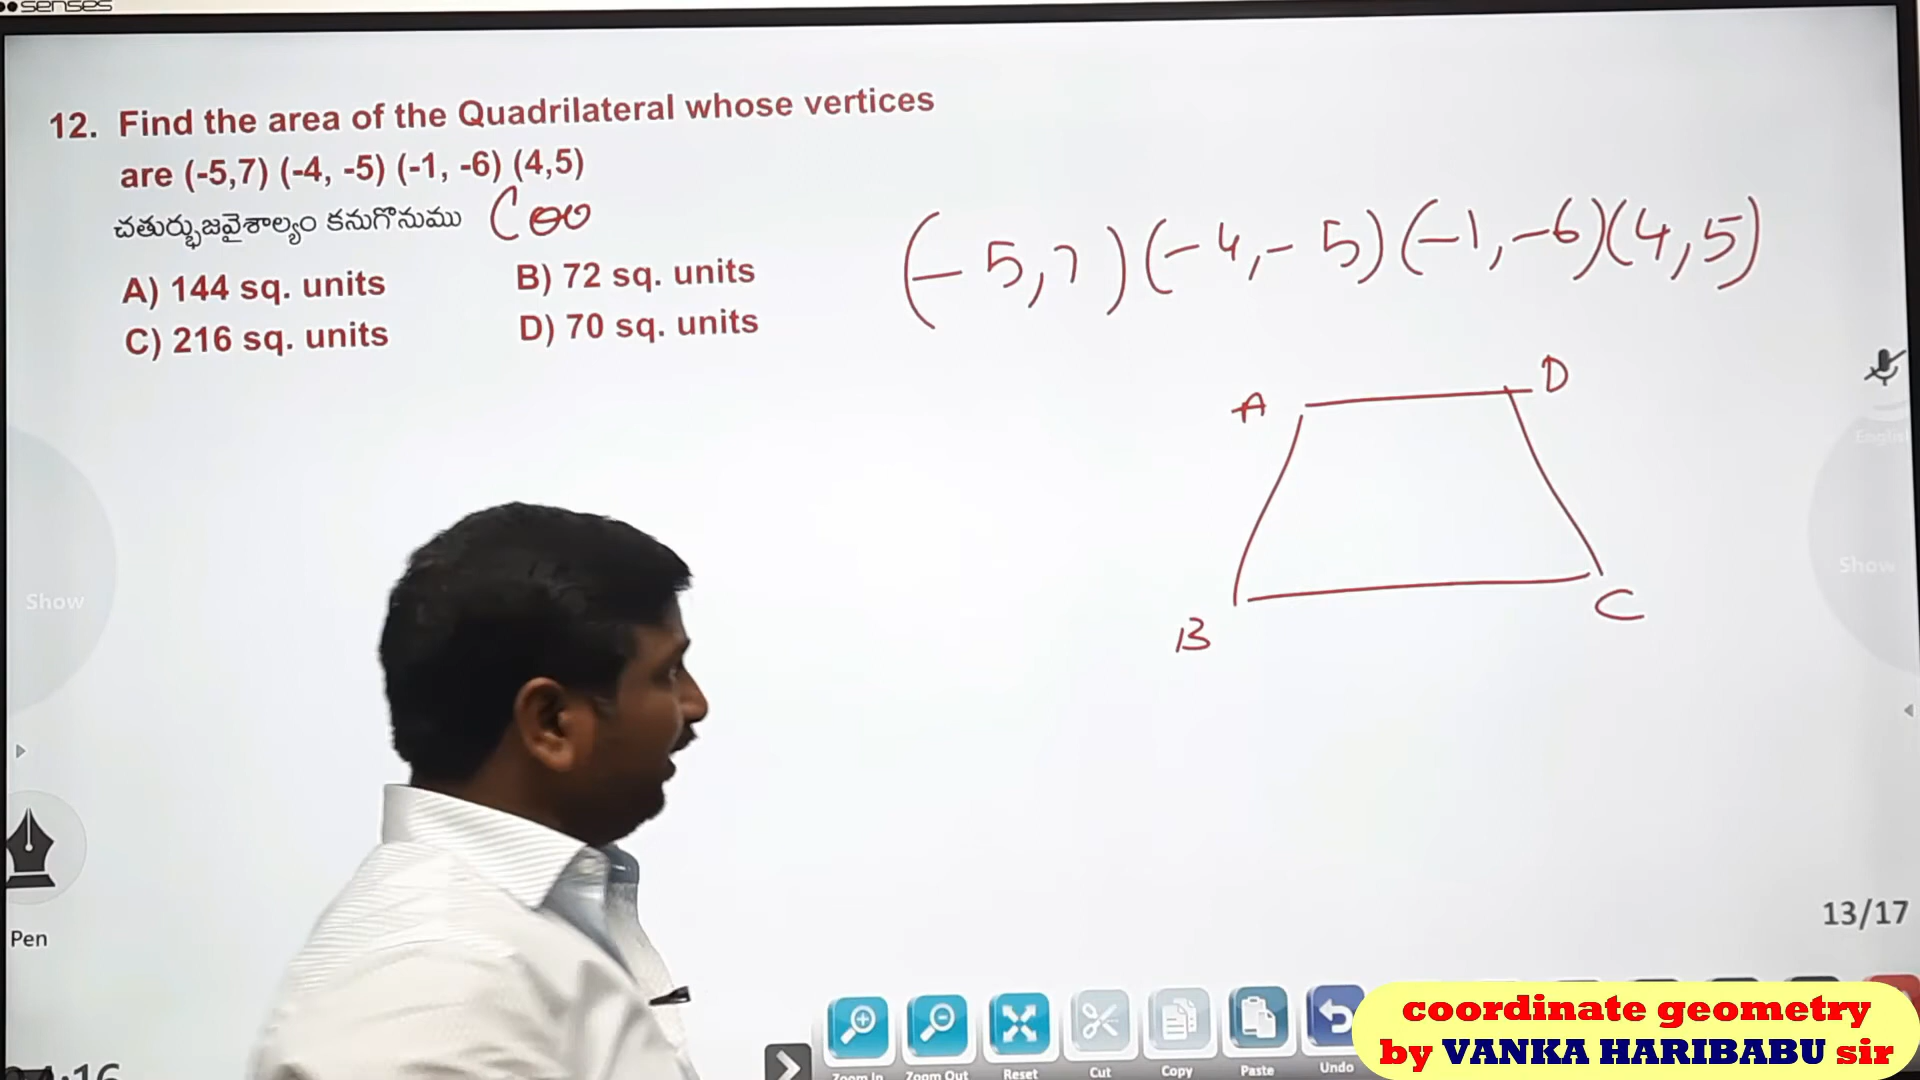 senses
12. Find the area of the Quadrilateral whose vertices
are (-5,7) (-4, -5) (-1, -6) (4,5)
చతుర్భుజవైశాల్యం కనుగొనుము
A) 144 sq. units B) 72 sq. units
C) 216 sq. units D) 70 sq. units
(-5,7) (-4,-5) (-1,-6) (4,5)
A D
B C
English
Show
Show
Pen
13/17
Zoom In Zoom Out Reset Cut Copy Paste Undo
coordinate geometry
by VANKA HARIBABU sir